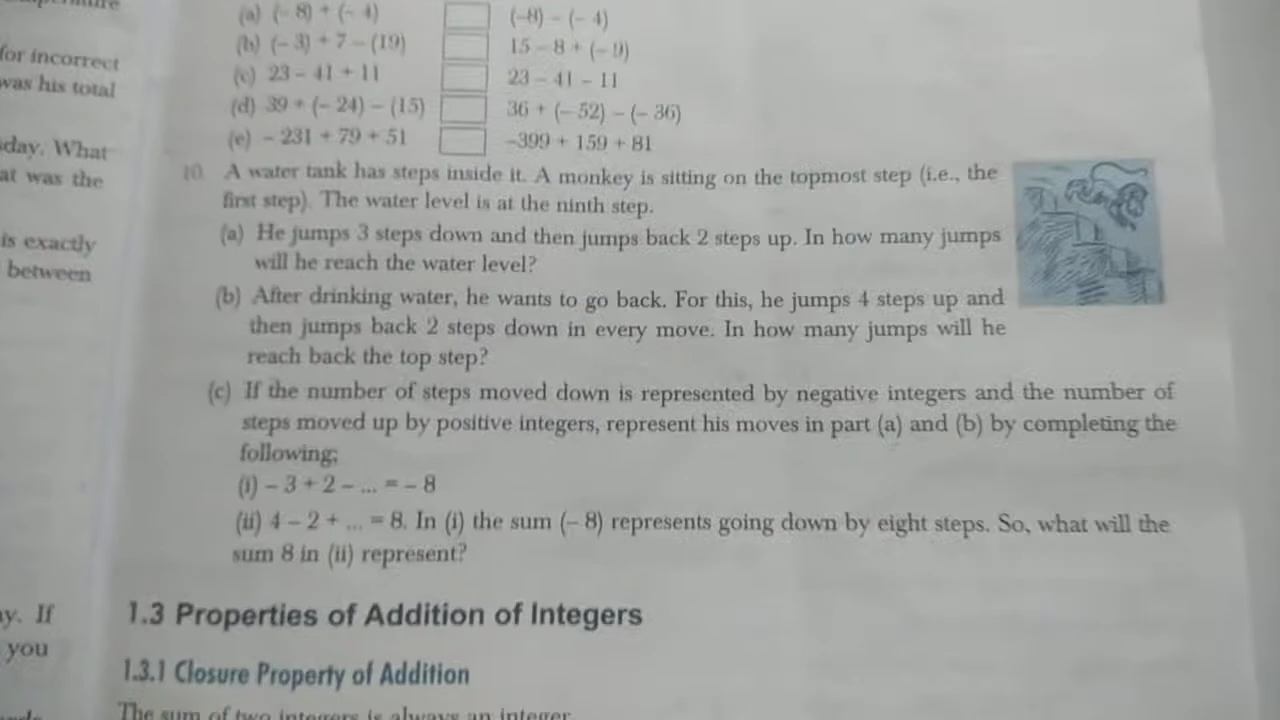 for incorrect
was his total
day. What
at was the
is exactly
between
y. If
you
(a) (– 8) + (– 4) (–8) – (– 4)
(b) (– 3) + 7 – (19) 15 – 8 + (– 9)
(c) 23 – 41 + 11 23 – 41 – 11
(d) 39 + (– 24) – (15) 36 + (– 52) – (– 36)
(e) – 231 + 79 + 51 –399 + 159 + 81
10. A water tank has steps inside it. A monkey is sitting on the topmost step (i.e., the
first step). The water level is at the ninth step.
(a) He jumps 3 steps down and then jumps back 2 steps up. In how many jumps
will he reach the water level?
(b) After drinking water, he wants to go back. For this, he jumps 4 steps up and
then jumps back 2 steps down in every move. In how many jumps will he
reach back the top step?
(c) If the number of steps moved down is represented by negative integers and the number of
steps moved up by positive integers, represent his moves in part (a) and (b) by completing the
following;
(i) – 3 + 2 – ... = – 8
(ii) 4 – 2 + ... = 8. In (i) the sum (– 8) represents going down by eight steps. So, what will the
sum 8 in (ii) represent?
1.3 Properties of Addition of Integers
1.3.1 Closure Property of Addition
The sum of two integers is always an integer